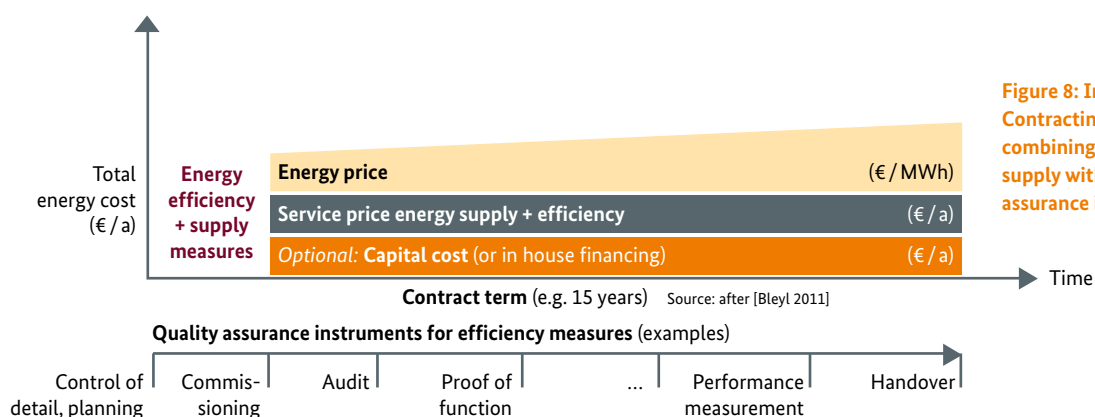 Total
energy cost
(€ / a)
Energy
efficiency
+ supply
measures
Energy price (€ / MWh)
Service price energy supply + efficiency (€ / a)
Optional: Capital cost (or in house financing) (€ / a)
Time
Contract term (e.g. 15 years) Source: after [Bleyl 2011]
Figure 8:
Contractin
combining
supply wit
assurance
Quality assurance instruments for efficiency measures (examples)
Control of
detail, planning
Commis-
sioning
Audit
Proof of
function
...
Performance
measurement
Handover